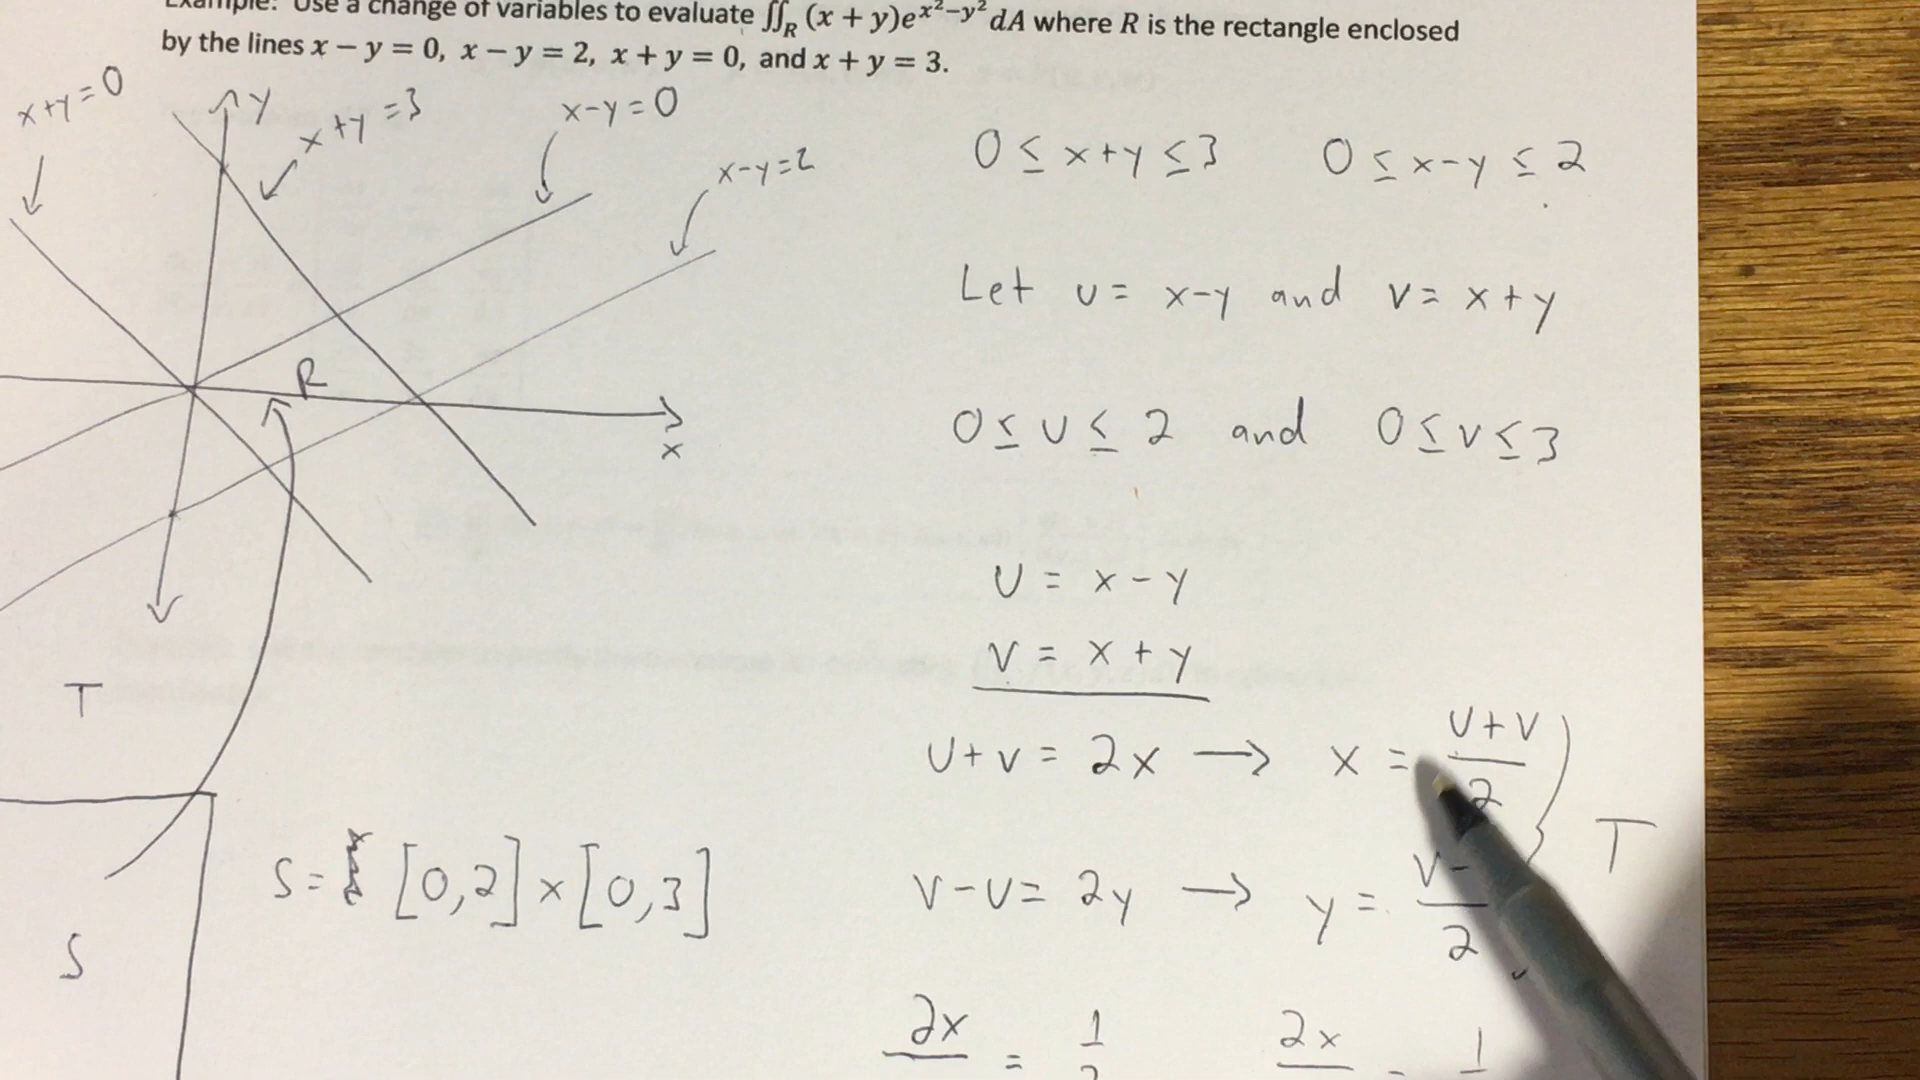 Example: Use a change of variables to evaluate ∬_R (x + y)e^{x²−y²} dA where R is the rectangle enclosed
by the lines x − y = 0, x − y = 2, x + y = 0, and x + y = 3.
x+y=0
y
x+y=3
x-y=0
x-y=2
R
x
T
S
S = [0,2] × [0,3]
0 ≤ x+y ≤ 3 0 ≤ x-y ≤ 2
Let u = x-y and v = x+y
0 ≤ u ≤ 2 and 0 ≤ v ≤ 3
u = x - y
v = x + y
u+v = 2x → x = (u+v)/2
v-u = 2y → y = (v-)/2
T
∂x = 1 ∂x = 1